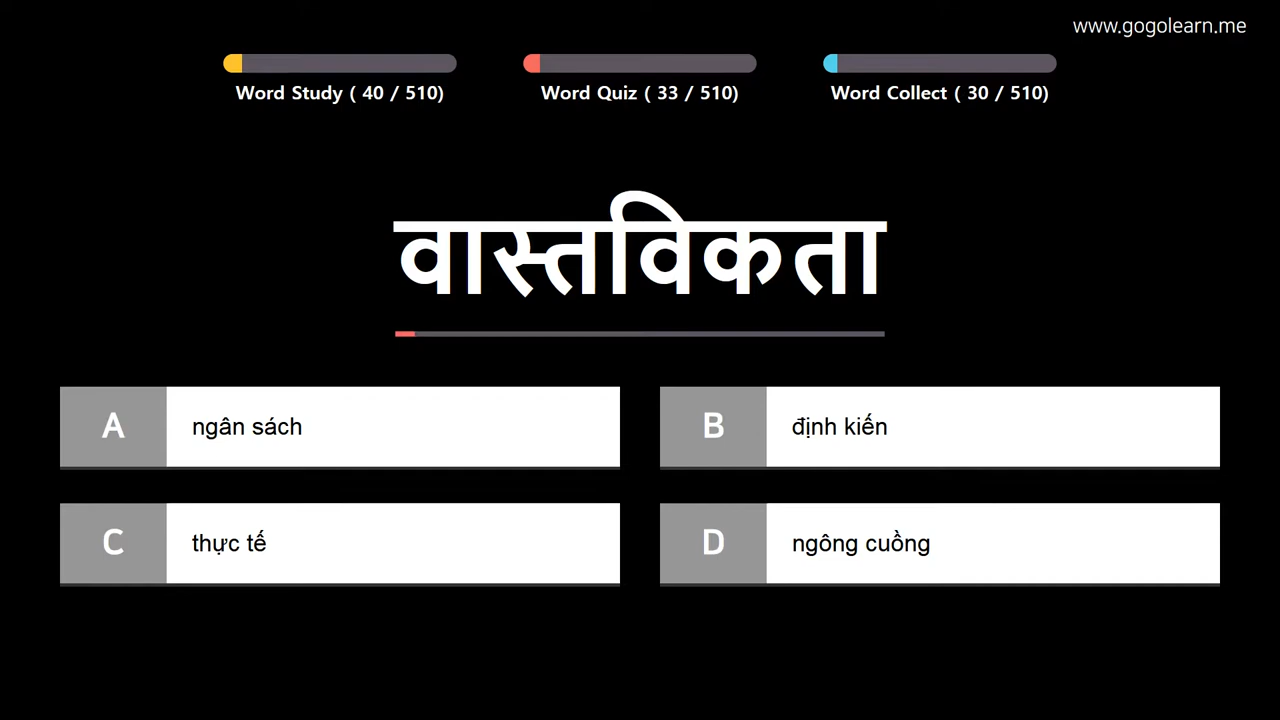 www.gogolearn.me
Word Study ( 40 / 510)
Word Quiz ( 33 / 510)
Word Collect ( 30 / 510)
वास्तविकता
A ngân sách
B định kiến
C thực tế
D ngông cuồng